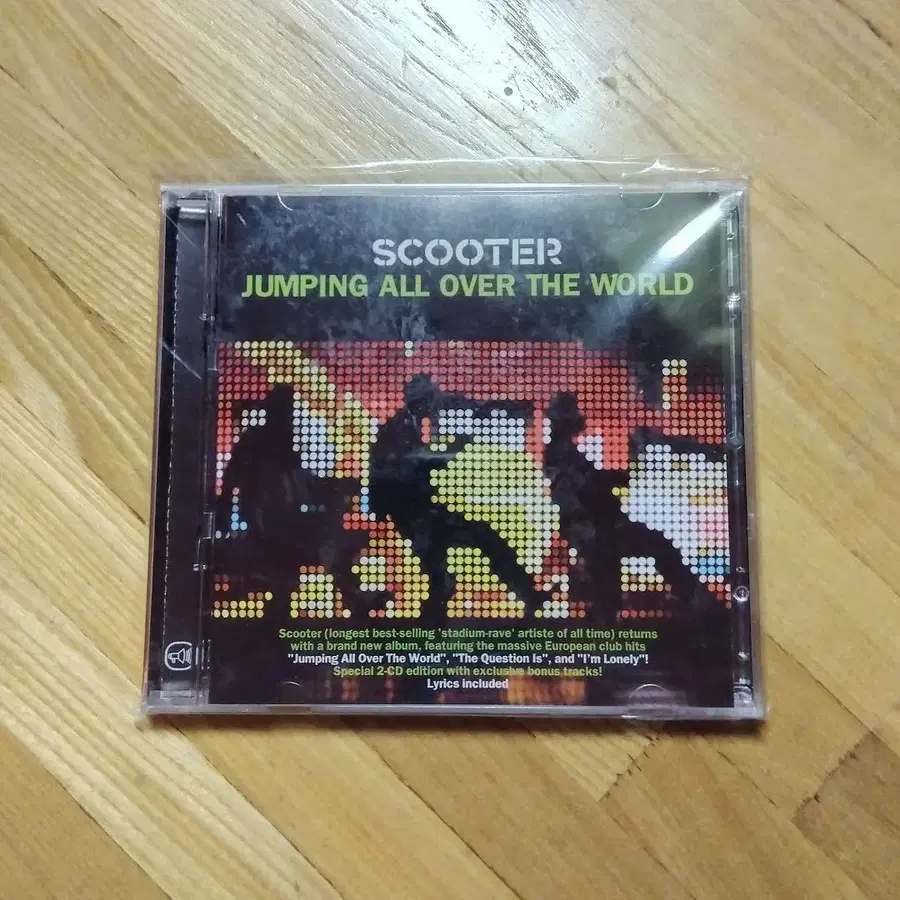 SCOOTER
JUMPING ALL OVER THE WORLD
Scooter (longest best-selling 'stadium-rave' artiste of all time) returns
with a brand new album, featuring the massive European club hits
"Jumping All Over The World", "The Question Is", and "I'm Lonely"!
Special 2-CD edition with exclusive bonus tracks!
Lyrics included